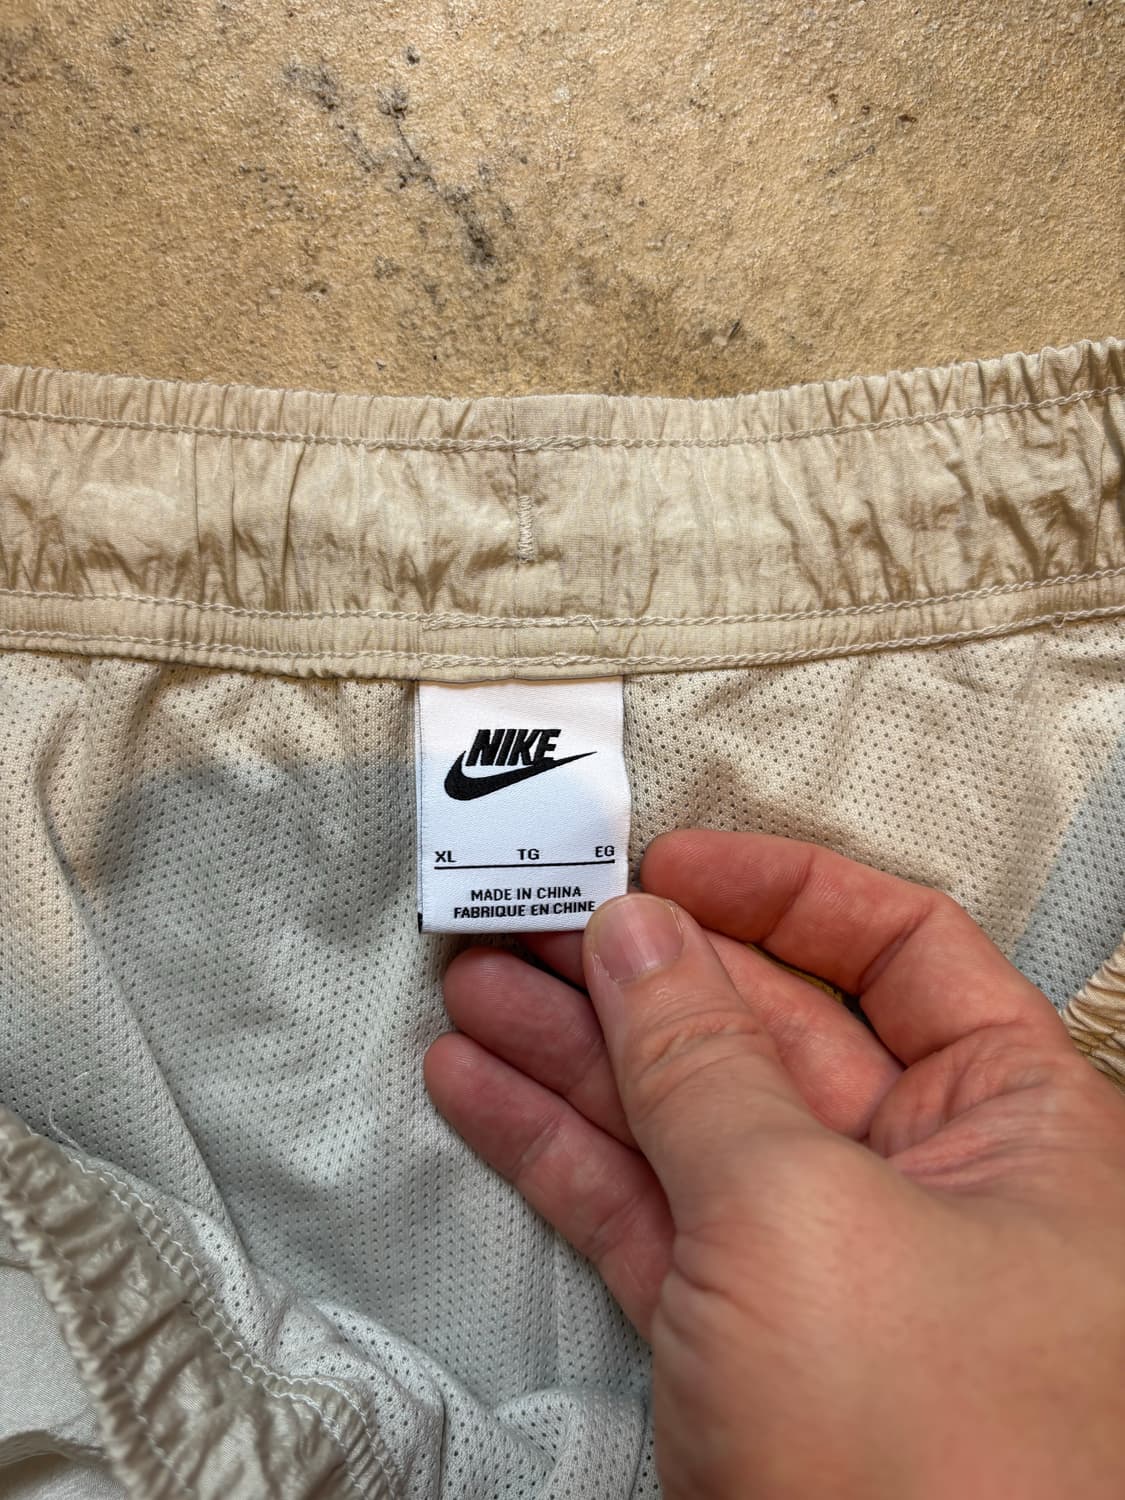 NIKE
XL TG EG
MADE IN CHINA
FABRIQUE EN CHINE